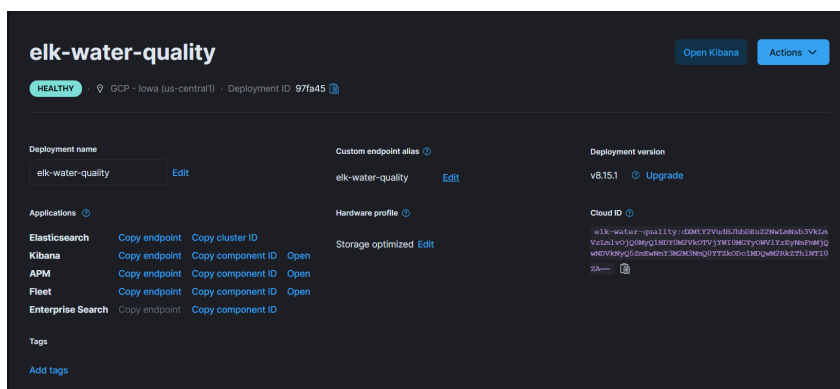 elk-water-quality
Open Kibana
Actions
HEALTHY · GCP - Iowa (us-central1) · Deployment ID 97fa45
Deployment name
elk-water-quality Edit
Custom endpoint alias
elk-water-quality Edit
Deployment version
v8.15.1 Upgrade
Applications
Elasticsearch Copy endpoint Copy cluster ID
Kibana Copy endpoint Copy component ID Open
APM Copy endpoint Copy component ID Open
Fleet Copy endpoint Copy component ID Open
Enterprise Search Copy endpoint Copy component ID
Hardware profile
Storage optimized Edit
Cloud ID
Tags
Add tags